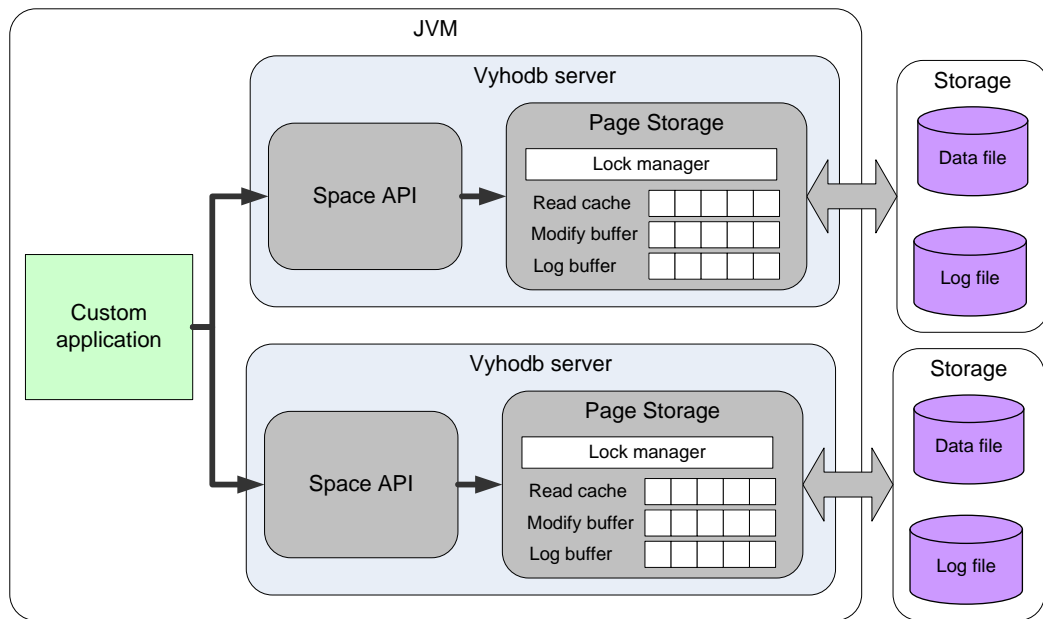 JVM
Vyhodb server
Space API
Page Storage
Lock manager
Read cache
Modify buffer
Log buffer
Storage
Data file
Log file
Custom
application
Vyhodb server
Space API
Page Storage
Lock manager
Read cache
Modify buffer
Log buffer
Storage
Data file
Log file